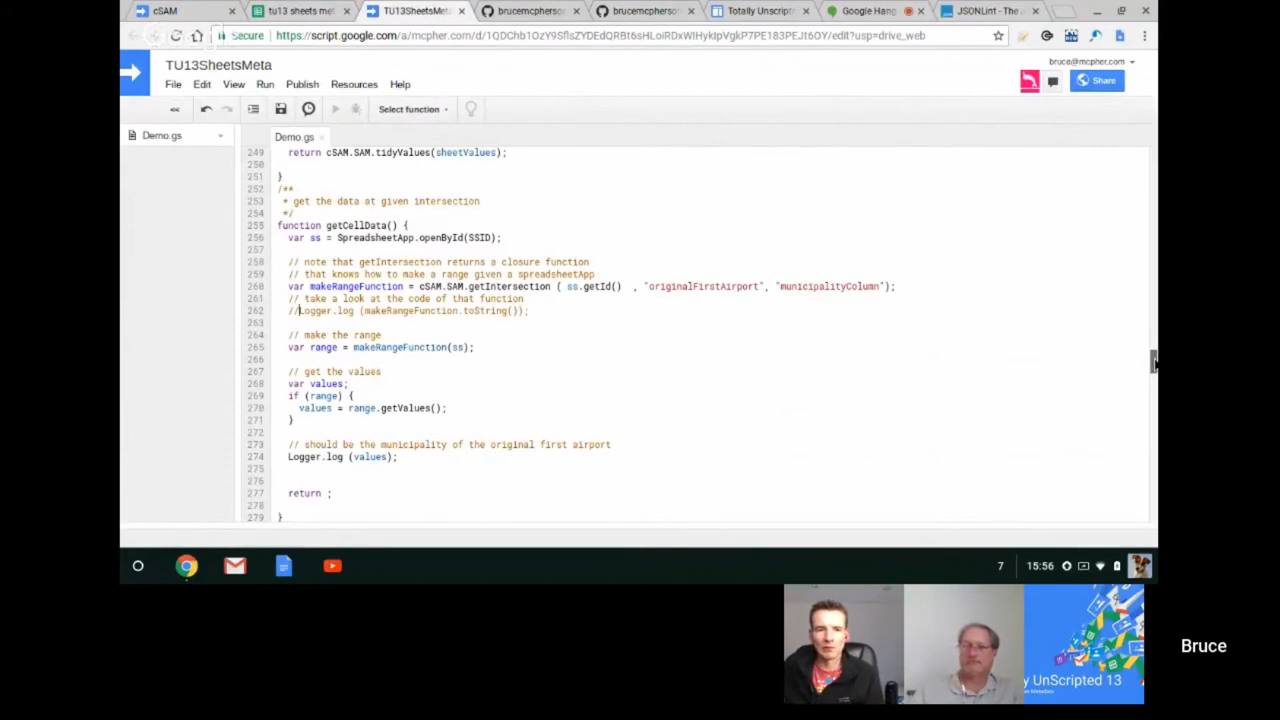 cSAM
tu13 sheets met
TU13SheetsMeta
brucemcpherson
brucemcpherson
Totally Unscript
Google Hang
JSONLint - The J
Secure
https://script.google.com/a/mcpher.com/d/
/edit?usp=drive_web
TU13SheetsMeta
bruce@mcpher.com
File Edit View Run Publish Resources Help
Share
Select function
Demo.gs
Demo.gs
249 return cSAM.SAM.tidyValues(sheetValues);
250
251 }
252 /**
253 * get the data at given intersection
254 */
255 function getCellData() {
256 var ss = SpreadsheetApp.openById(SSID);
257
258 // note that getIntersection returns a closure function
259 // that knows how to make a range given a spreadsheetApp
260 var makeRangeFunction = cSAM.SAM.getIntersection ( ss.getId() , "originalFirstAirport", "municipalityColumn");
261 // take a look at the code of that function
262 //Logger.log (makeRangeFunction.toString());
263
264 // make the range
265 var range = makeRangeFunction(ss);
266
267 // get the values
268 var values;
269 if (range) {
270 values = range.getValues();
271 }
272
273 // should be the municipality of the original first airport
274 Logger.log (values);
275
276
277 return ;
278
279 }
7 15:56
y UnScripted 13
Bruce